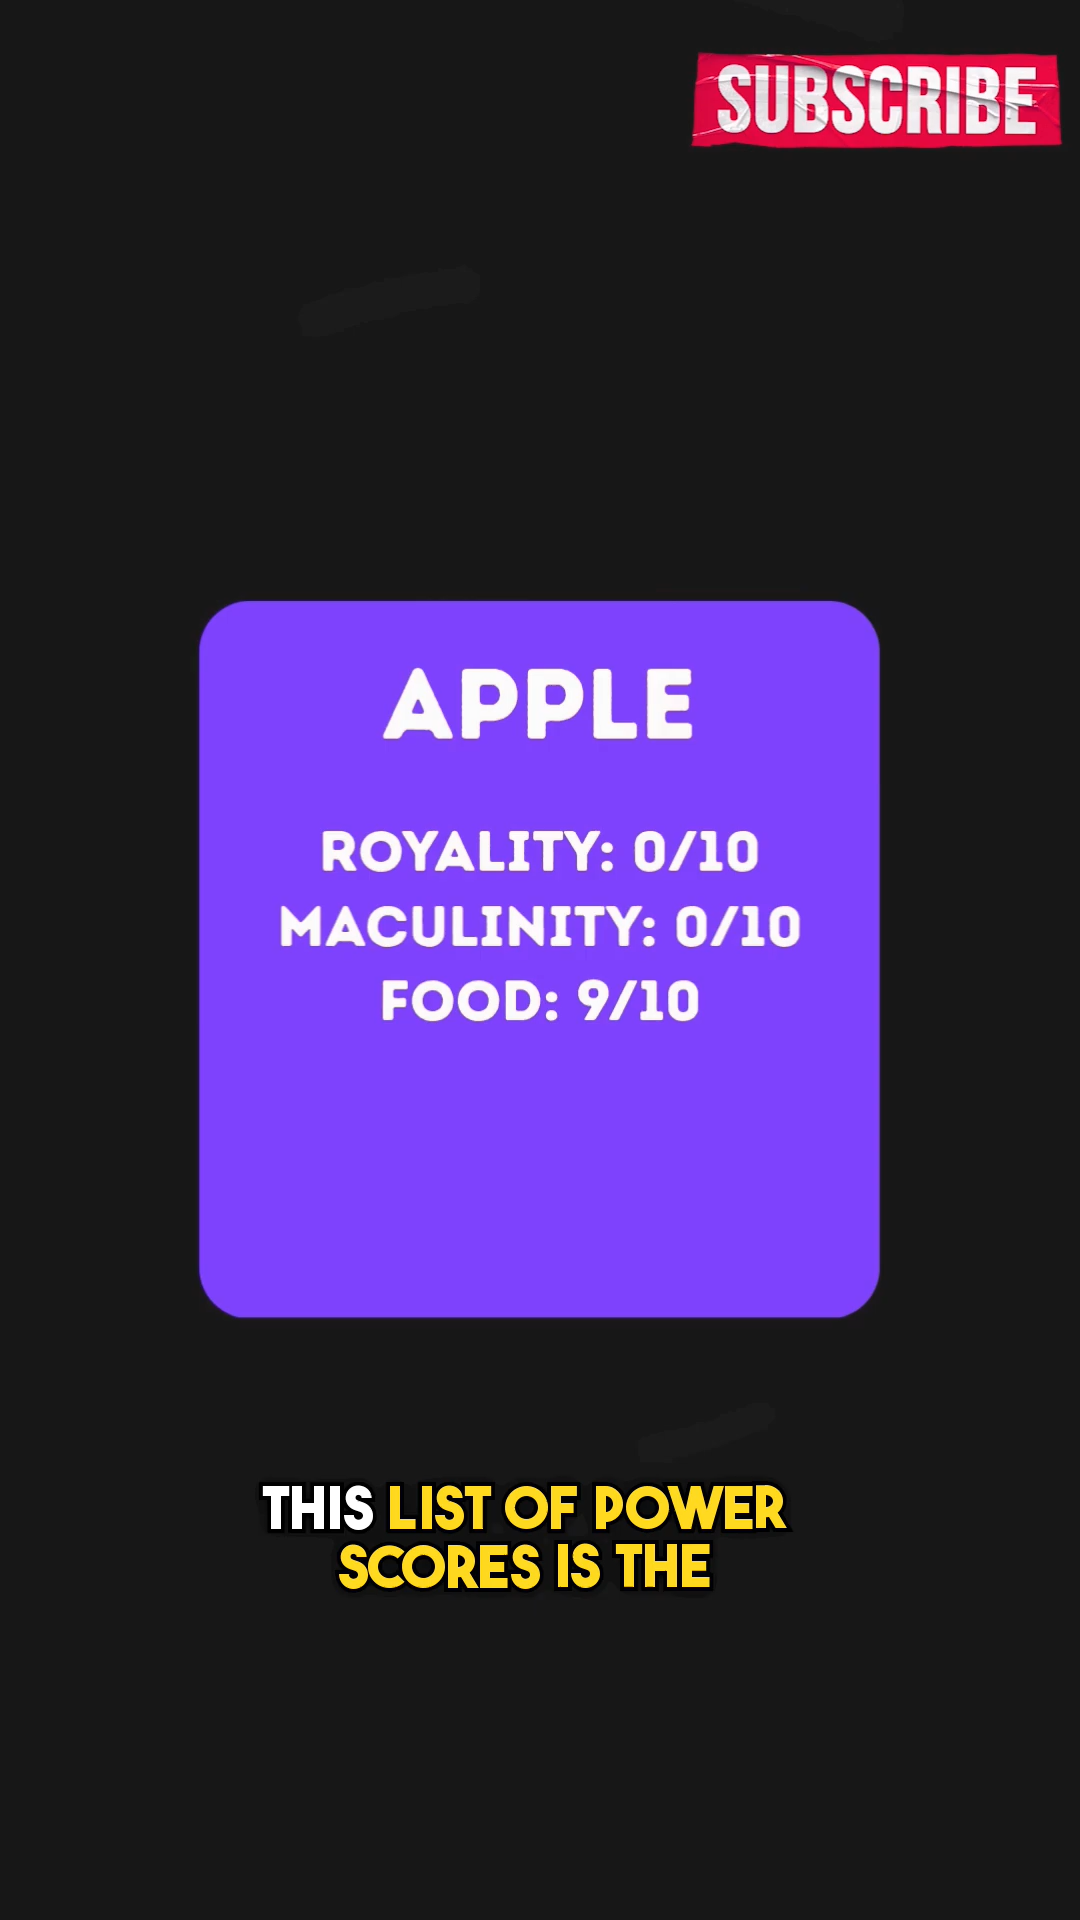 SUBSCRIBE
APPLE
ROYALITY: 0/10
MACULINITY: 0/10
FOOD: 9/10
THIS LIST OF POWER
SCORES IS THE